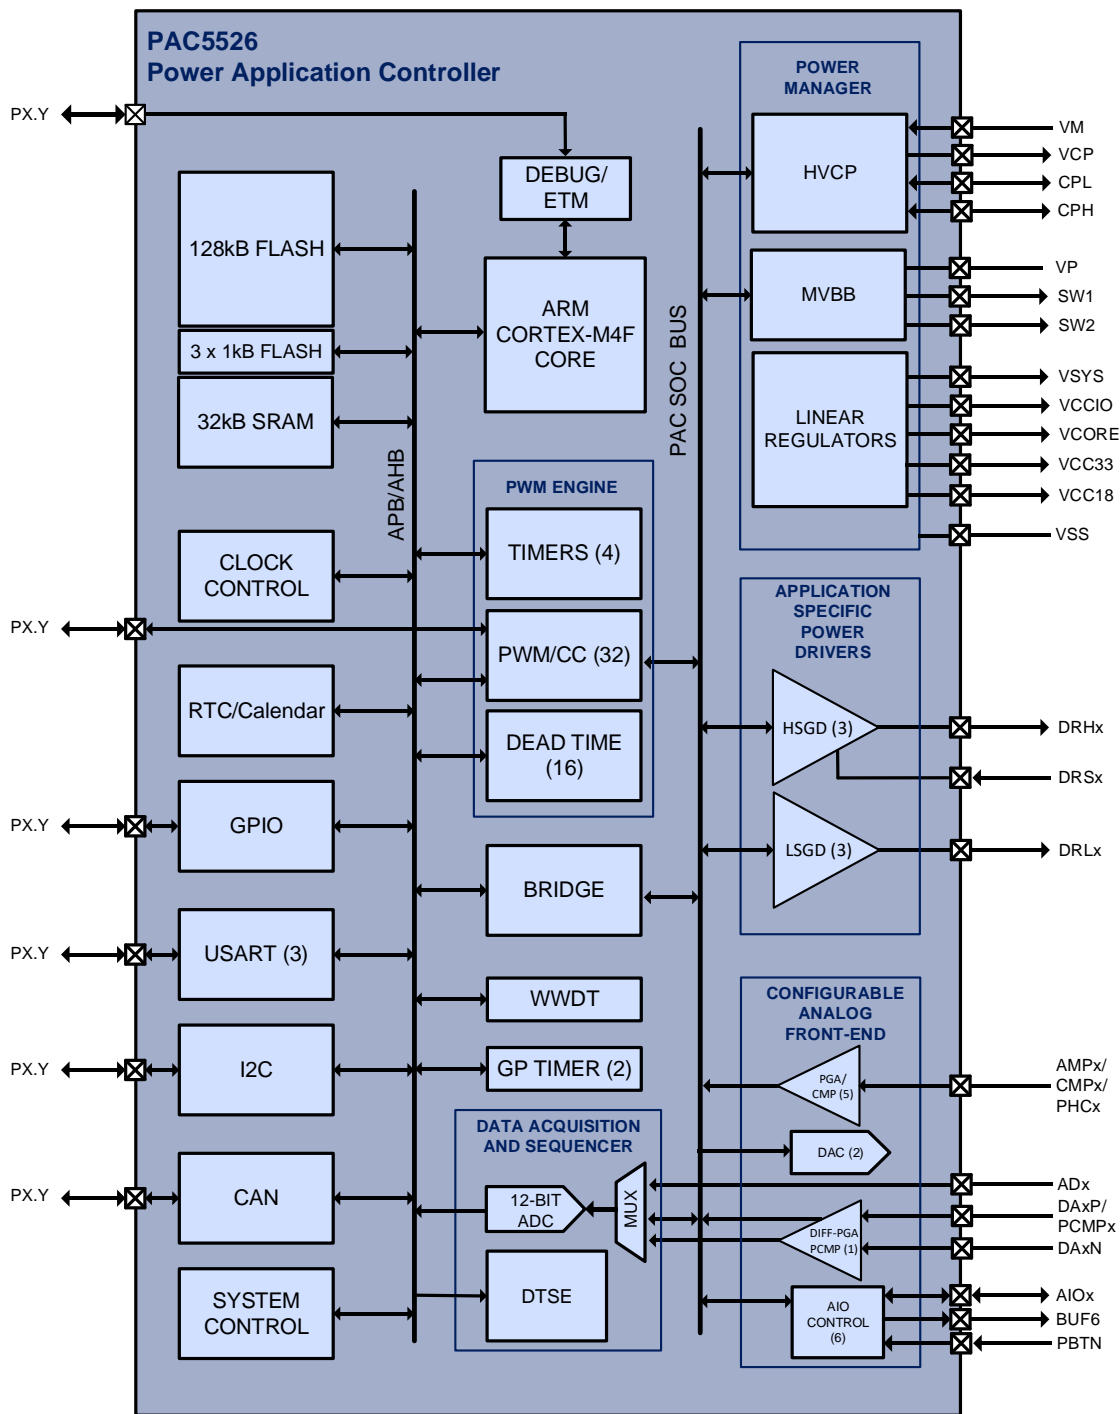 PAC5526
Power Application Controller
PX.Y
DEBUG/
ETM
128kB FLASH
3 x 1kB FLASH
32kB SRAM
ARM
CORTEX-M4F
CORE
APB/AHB
PAC SOC BUS
CLOCK
CONTROL
PX.Y
RTC/Calendar
PX.Y
GPIO
PX.Y
USART (3)
PX.Y
I2C
PX.Y
CAN
SYSTEM
CONTROL
PWM ENGINE
TIMERS (4)
PWM/CC (32)
DEAD TIME
(16)
BRIDGE
WWDT
GP TIMER (2)
DATA ACQUISITION
AND SEQUENCER
12-BIT
ADC
MUX
DTSE
POWER
MANAGER
HVCP
VM
VCP
CPL
CPH
MVBB
VP
SW1
SW2
LINEAR
REGULATORS
VSYS
VCCIO
VCORE
VCC33
VCC18
VSS
APPLICATION
SPECIFIC
POWER
DRIVERS
HSGD (3)
DRHx
DRSx
LSGD (3)
DRLx
CONFIGURABLE
ANALOG
FRONT-END
PGA/
CMP (5)
AMPx/
CMPx/
PHCx
DAC (2)
ADx
DIFF-PGA
PCMP (1)
DAxP/
PCMPx
DAxN
AIO
CONTROL
(6)
AIOx
BUF6
PBTN